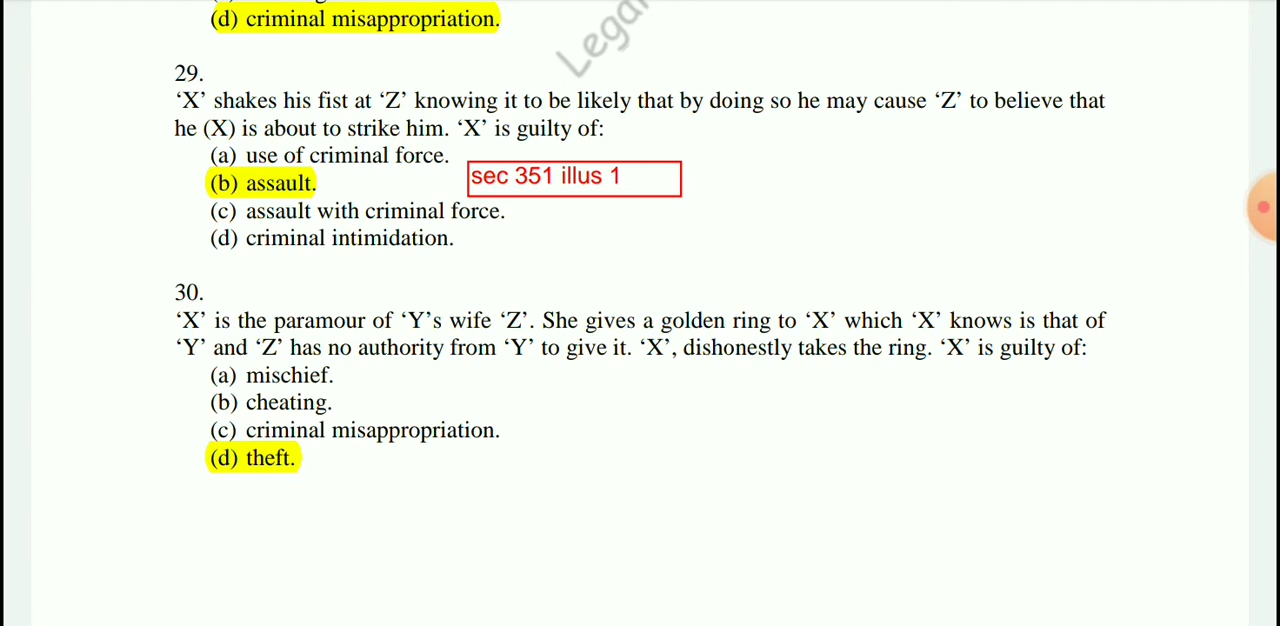 (d) criminal misappropriation.
Legal
29.
‘X’ shakes his fist at ‘Z’ knowing it to be likely that by doing so he may cause ‘Z’ to believe that
he (X) is about to strike him. ‘X’ is guilty of:
(a) use of criminal force.
(b) assault.
sec 351 illus 1
(c) assault with criminal force.
(d) criminal intimidation.
30.
‘X’ is the paramour of ‘Y’s wife ‘Z’. She gives a golden ring to ‘X’ which ‘X’ knows is that of
‘Y’ and ‘Z’ has no authority from ‘Y’ to give it. ‘X’, dishonestly takes the ring. ‘X’ is guilty of:
(a) mischief.
(b) cheating.
(c) criminal misappropriation.
(d) theft.